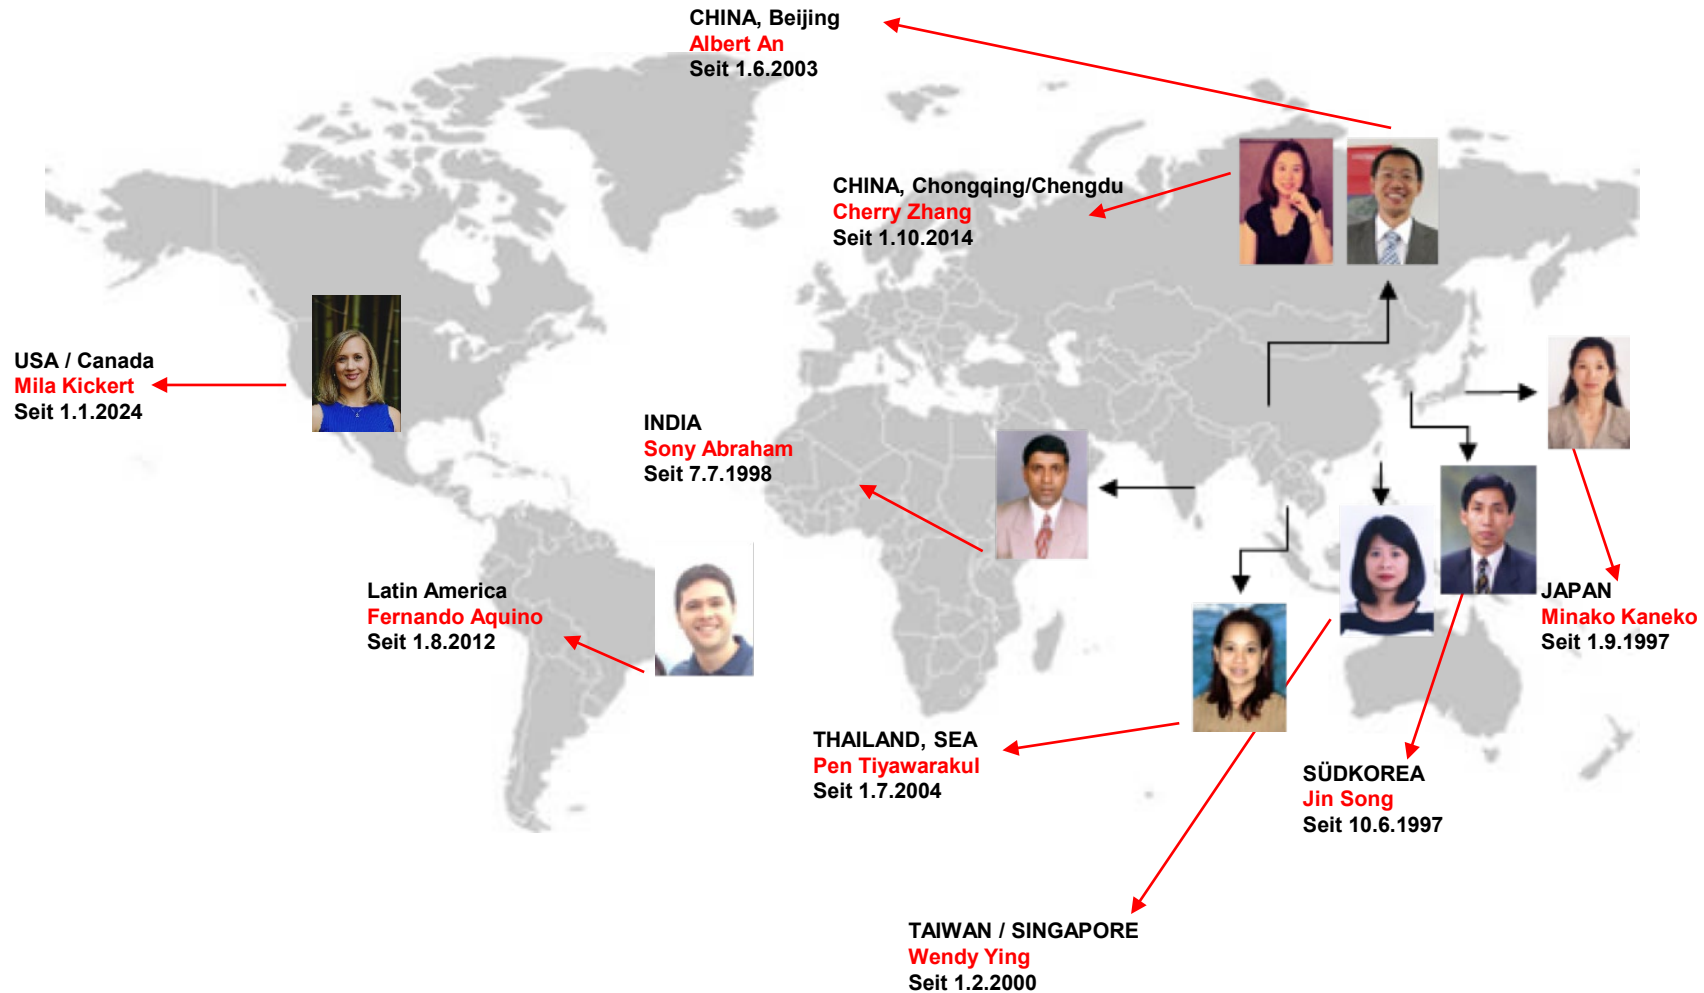 CHINA, Beijing
Albert An
Seit 1.6.2003
CHINA, Chongqing/Chengdu
Cherry Zhang
Seit 1.10.2014
USA / Canada
Mila Kickert
Seit 1.1.2024
INDIA
Sony Abraham
Seit 7.7.1998
Latin America
Fernando Aquino
Seit 1.8.2012
JAPAN
Minako Kaneko
Seit 1.9.1997
THAILAND, SEA
Pen Tiyawarakul
Seit 1.7.2004
SÜDKOREA
Jin Song
Seit 10.6.1997
TAIWAN / SINGAPORE
Wendy Ying
Seit 1.2.2000